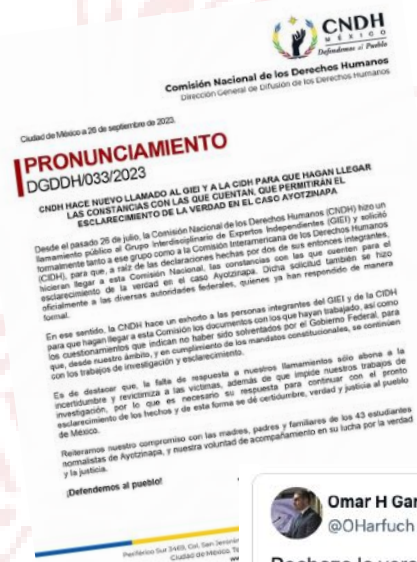 CNDH
MÉXICO
Defendemos al Pueblo
Comisión Nacional de los Derechos Humanos
Dirección General de Difusión de los Derechos Humanos
Ciudad de México a 26 de septiembre de 2023.
PRONUNCIAMIENTO
DGDDH/033/2023
CNDH HACE NUEVO LLAMADO AL GIEI Y A LA CIDH PARA QUE HAGAN LLEGAR
LAS CONSTANCIAS CON LAS QUE CUENTAN, QUE PERMITIRÁN EL
ESCLARECIMIENTO DE LA VERDAD EN EL CASO AYOTZINAPA
Desde el pasado 26 de julio, la Comisión Nacional de los Derechos Humanos (CNDH) hizo un
llamamiento público al Grupo Interdisciplinario de Expertos Independientes (GIEI) y solicitó
formalmente tanto a ese grupo como a la Comisión Interamericana de los Derechos Humanos
(CIDH), para que, a raíz de las declaraciones hechas por dos de sus entonces integrantes,
hicieran llegar a esta Comisión Nacional, las constancias con las que cuenten para el
esclarecimiento de la verdad en el caso Ayotzinapa. Dicha solicitud también se hizo
oficialmente a las diversas autoridades federales, quienes ya han respondido de manera
formal.
En ese sentido, la CNDH hace un exhorto a las personas integrantes del GIEI y de la CIDH
para que hagan llegar a esta Comisión los documentos con los que hayan trabajado, así como
los cuestionamientos que indican no haber sido solventados por el Gobierno Federal, para
que, desde nuestro ámbito, y en cumplimiento de los mandatos constitucionales, se continúen
con los trabajos de investigación y esclarecimiento.
Es de destacar que, la falta de respuesta a nuestros llamamientos sólo abona a la
incertidumbre y revictimiza a las víctimas, además de que impide nuestros trabajos de
investigación, por lo que es necesario su respuesta para continuar con el pronto
esclarecimiento de los hechos y de esta forma se dé certidumbre, verdad y justicia al pueblo
de México.
Reiteramos nuestro compromiso con las madres, padres y familiares de los 43 estudiantes
normalistas de Ayotzinapa, y nuestra voluntad de acompañamiento en su lucha por la verdad
y la justicia.
¡Defendemos al pueblo!
Periférico Sur 3469, Col. San Jerónimo
Ciudad de México,
Omar H Gar
@OHarfuch